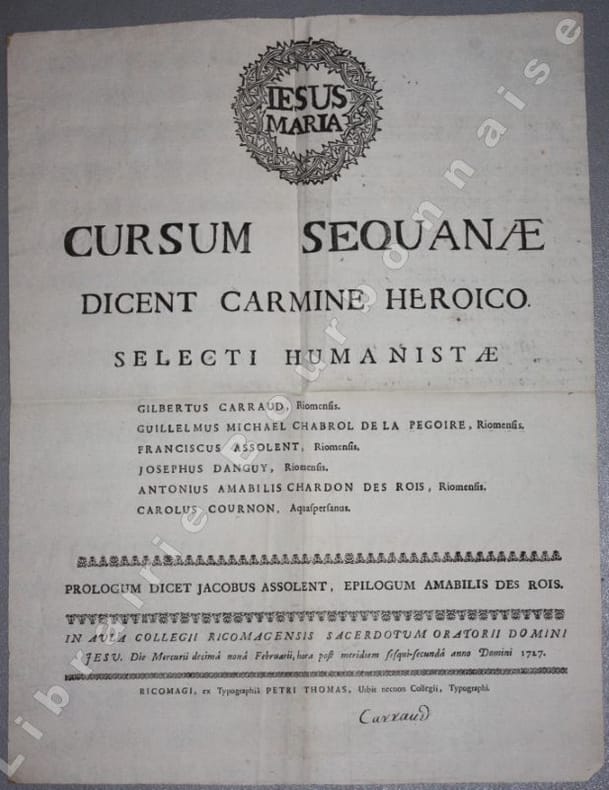 IESUS
MARIA
CURSUM SEQUANÆ
DICENT CARMINE HEROICO.
SELECTI HUMANISTÆ
GILBERTUS CARRAUD, Riomensis.
GUILLELMUS MICHAEL CHABROL DE LA PEGOIRE, Riomensis.
FRANCISCUS ASSOLENT, Riomensis.
JOSEPHUS DANGUY, Riomensis.
ANTONIUS AMABILIS CHARDON DES ROIS, Riomensis.
CAROLUS COURNON, Aquaspersanus.
PROLOGUM DICET JACOBUS ASSOLENT, EPILOGUM AMABILIS DES ROIS.
IN AULA COLLEGII RICOMAGENSIS SACERDOTUM ORATORII DOMINI
JESU. Die Mercurii decimâ nonâ Februarii, hora post meridiem sesqui-secundâ anno Domini 1727.
RICOMAGI, ex Typographiâ PETRI THOMAS, Urbis necnon Collegii, Typographi.
Carraud
Librairie Bourbonnaise